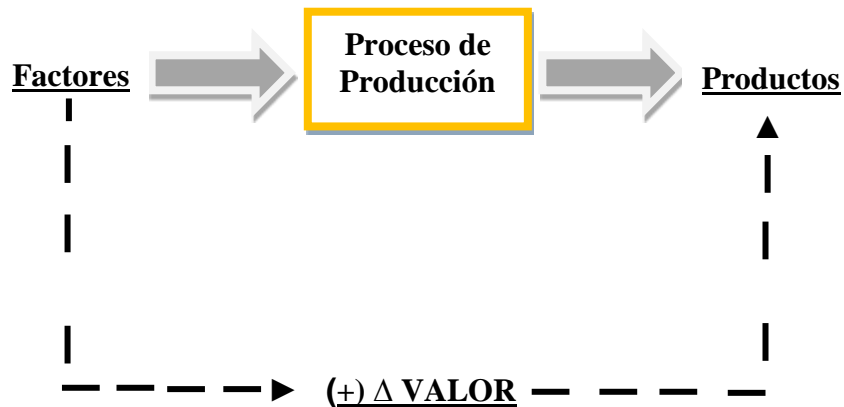 Factores
Proceso de
Producción
Productos
(+) Δ VALOR